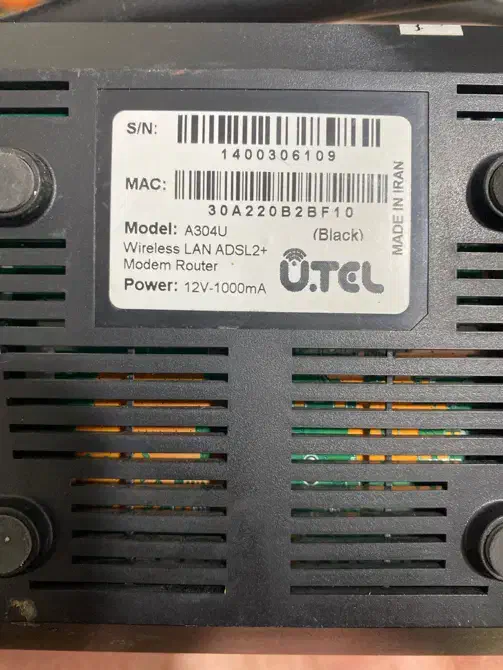 S/N:
1400306109
MAC:
30A220B2BF10
Model: A304U (Black)
Wireless LAN ADSL2+
Modem Router
Power: 12V-1000mA
U.TEL
MADE IN IRAN